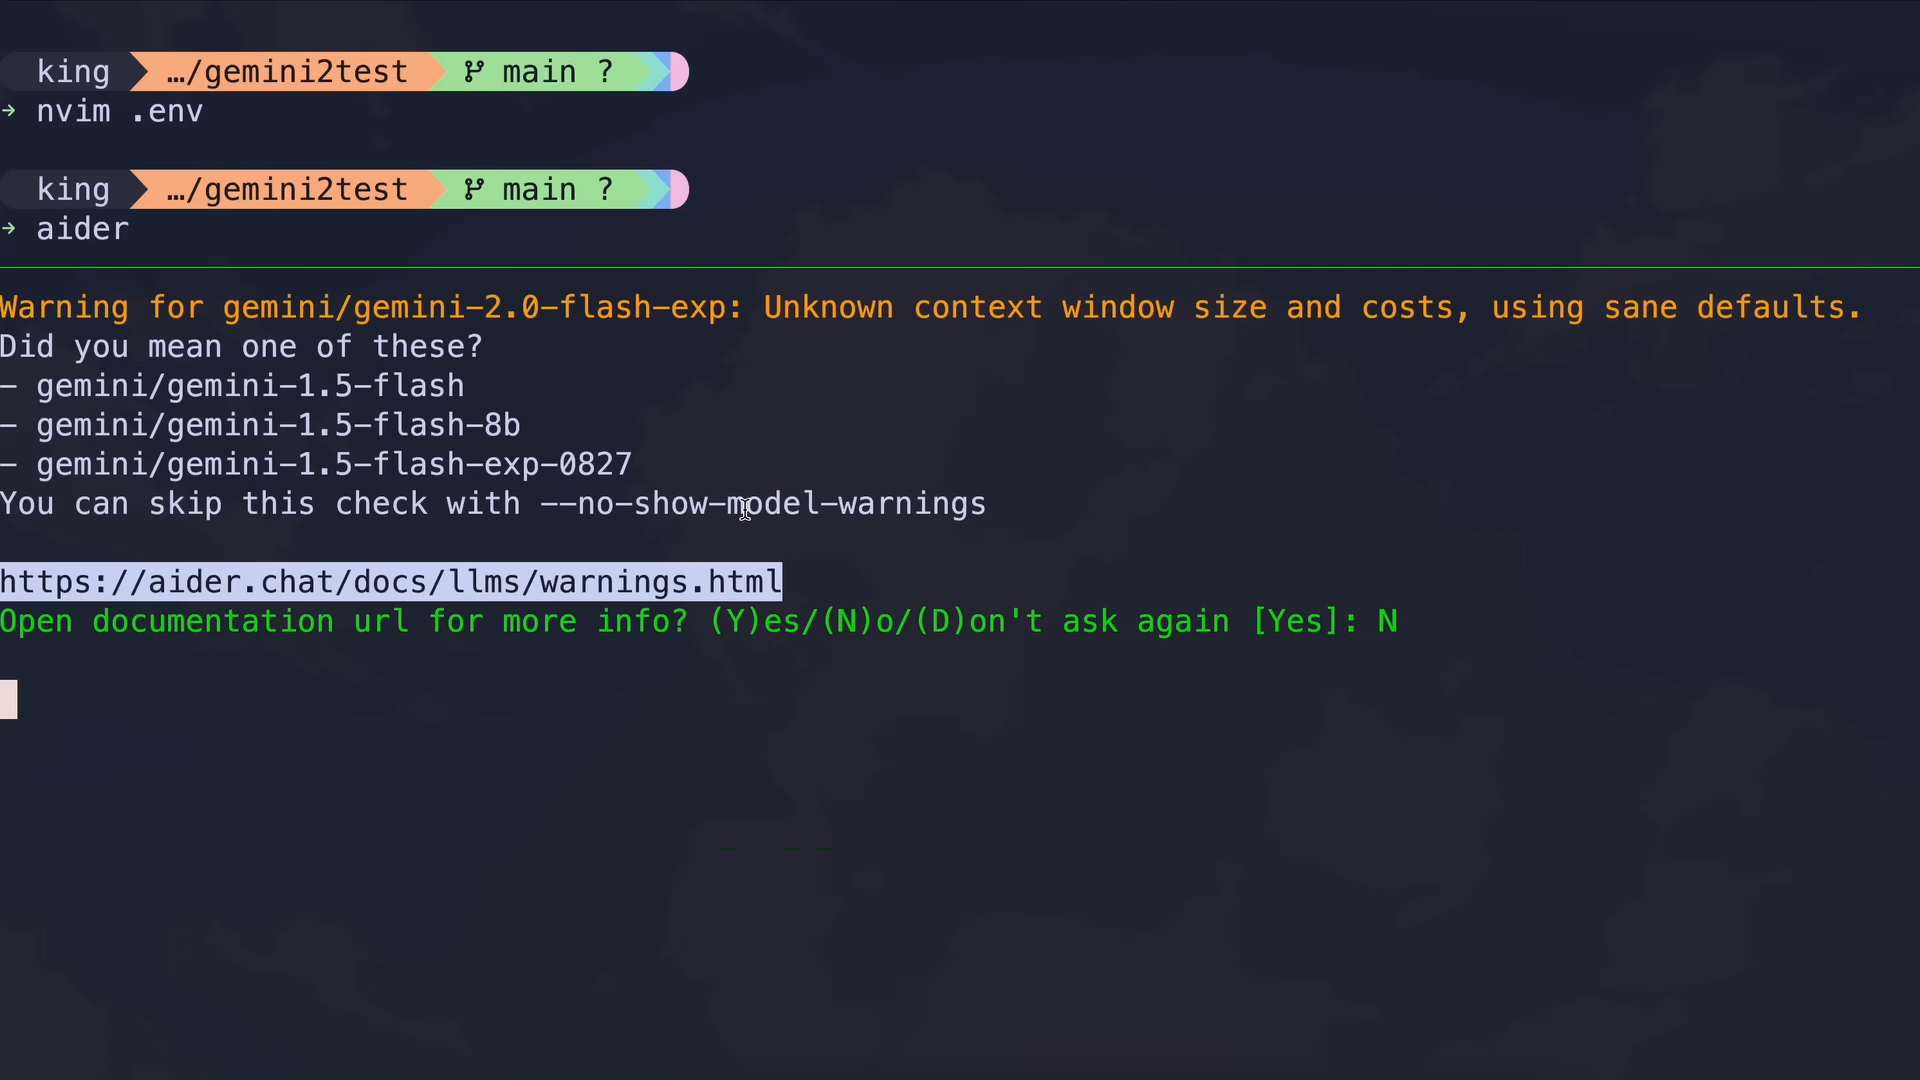 king …/gemini2test main ?
→ nvim .env
king …/gemini2test main ?
→ aider
Warning for gemini/gemini-2.0-flash-exp: Unknown context window size and costs, using sane defaults.
Did you mean one of these?
- gemini/gemini-1.5-flash
- gemini/gemini-1.5-flash-8b
- gemini/gemini-1.5-flash-exp-0827
You can skip this check with --no-show-model-warnings
https://aider.chat/docs/llms/warnings.html
Open documentation url for more info? (Y)es/(N)o/(D)on't ask again [Yes]: N